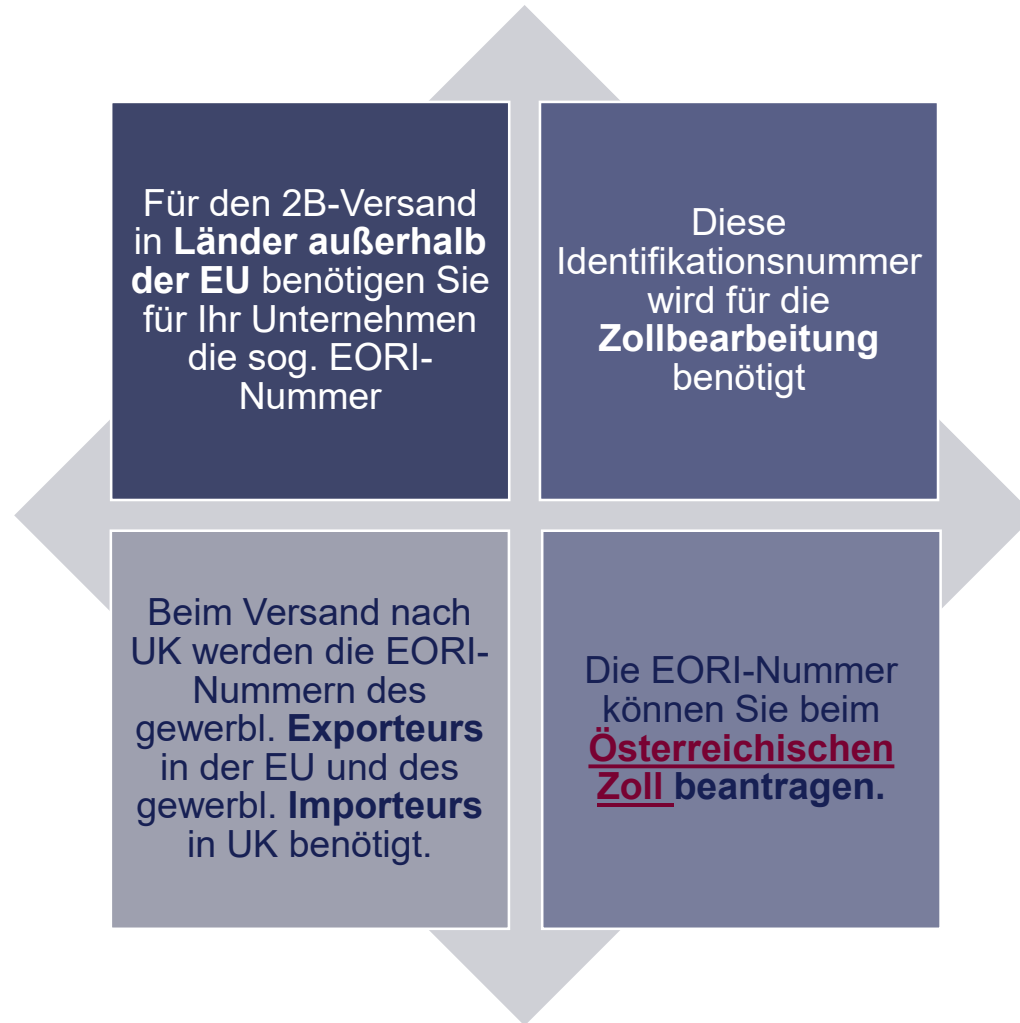 Für den 2B-Versand
in Länder außerhalb
der EU benötigen Sie
für Ihr Unternehmen
die sog. EORI-
Nummer
Diese
Identifikationsnummer
wird für die
Zollbearbeitung
benötigt
Beim Versand nach
UK werden die EORI-
Nummern des
gewerbl. Exporteurs
in der EU und des
gewerbl. Importeurs
in UK benötigt.
Die EORI-Nummer
können Sie beim
Österreichischen
Zoll beantragen.